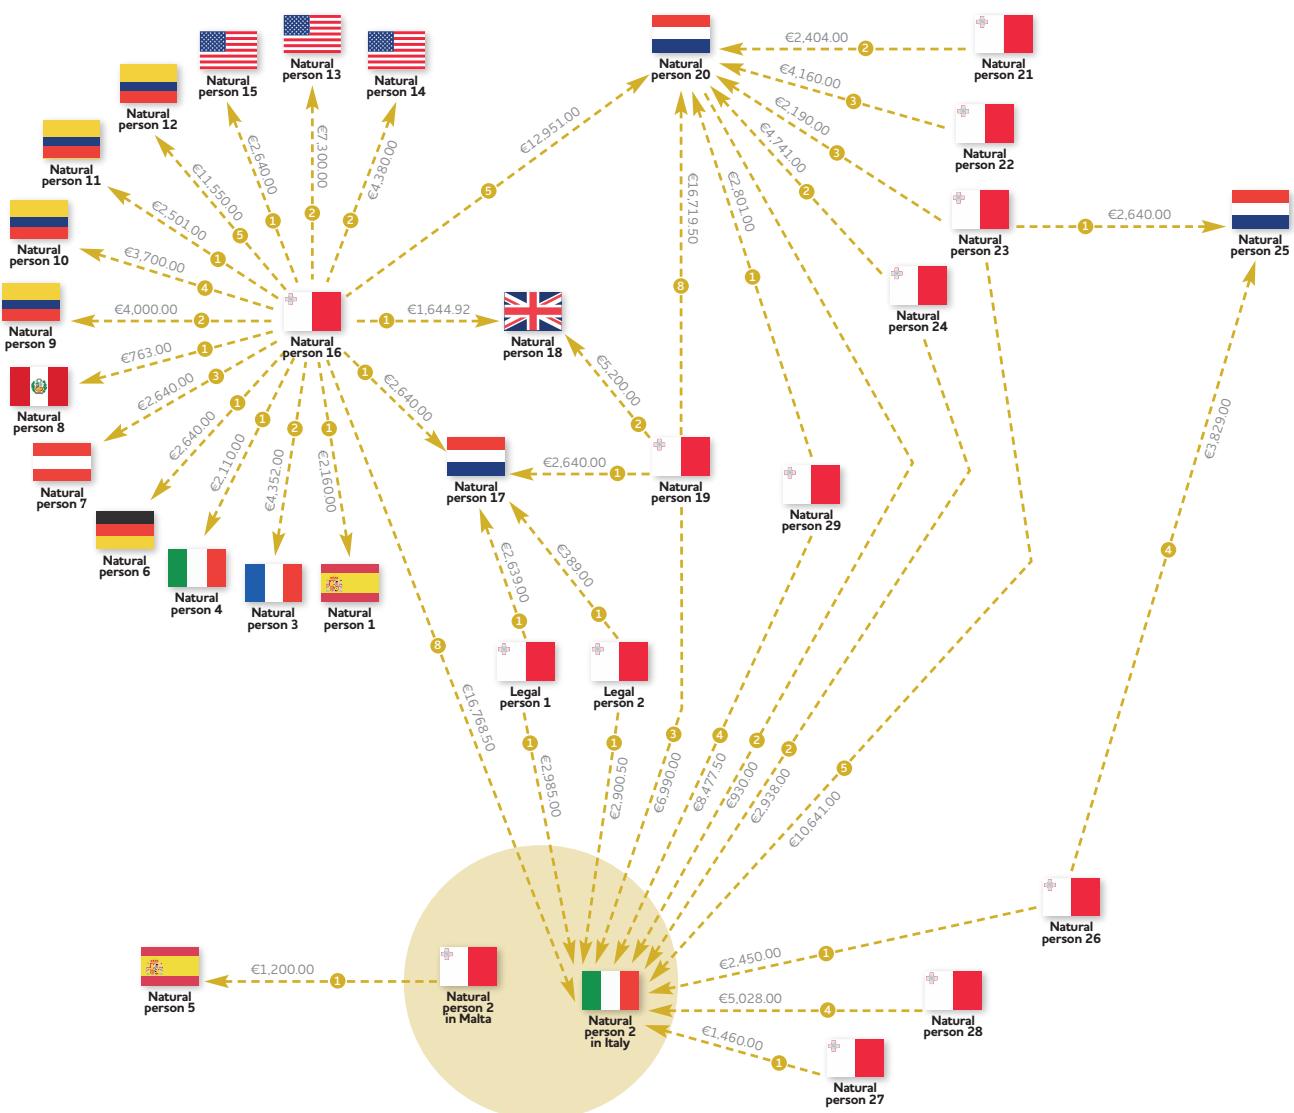 €2,404.00
2
Natural
person 20
Natural
person 21
Natural
person 13
Natural
person 15
Natural
person 14
€4,160.00
3
Natural
person 12
€2,190.00
3
Natural
person 22
€12,951.00
5
€4,741.00
2
Natural
person 11
€11,550.00
5
€2,640.00
1
€7,300.00
2
€4,380.00
2
€16,719.50
8
€2,801.00
1
€2,501.00
1
Natural
person 10
€3,700.00
4
Natural
person 23
1
€2,640.00
Natural
person 25
Natural
person 24
€4,000.00
2
1
€1,644.92
Natural
person 9
Natural
person 16
Natural
person 18
€763.00
1
€2,640.00
3
1
€2,640.00
€5,200.00
2
Natural
person 8
€2,640.00
1
€2,110.00
1
€4,352.00
2
€2,160.00
1
€3,829.00
4
€2,640.00
1
Natural
person 7
Natural
person 17
Natural
person 19
Natural
person 29
Natural
person 6
€2,639.00
1
€389.00
1
Natural
person 4
Natural
person 3
Natural
person 1
8
€16,768.50
Legal
person 1
Legal
person 2
1
€2,985.00
1
€2,900.50
3
€6,990.00
4
€8,477.50
2
€930.00
2
€2,938.00
5
€10,641.00
Natural
person 26
€2,450.00
1
€1,200.00
1
Natural
person 5
Natural
person 2
in Malta
€5,028.00
4
Natural
person 2
in Italy
Natural
person 28
€1,460.00
1
Natural
person 27